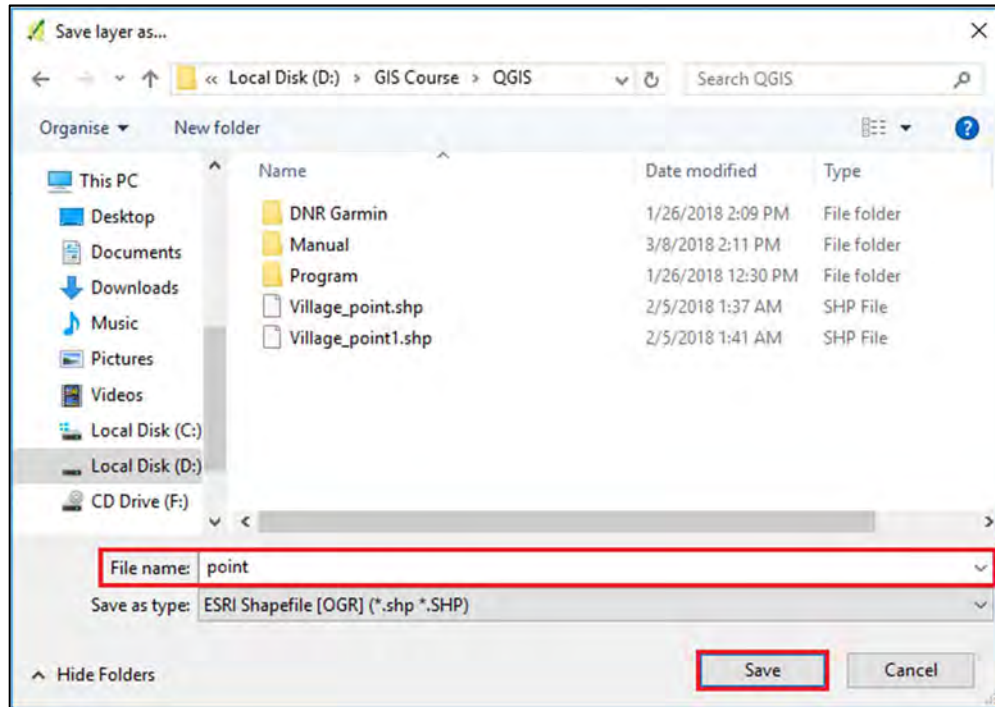 Save layer as...
« Local Disk (D:) > GIS Course > QGIS
Search QGIS
Organise
New folder
?
Name
Date modified
Type
This PC
Desktop
Documents
Downloads
Music
Pictures
Videos
Local Disk (C:)
Local Disk (D:)
CD Drive (F:)
DNR Garmin 1/26/2018 2:09 PM File folder
Manual 3/8/2018 2:11 PM File folder
Program 1/26/2018 12:30 PM File folder
Village_point.shp 2/5/2018 1:37 AM SHP File
Village_point1.shp 2/5/2018 1:41 AM SHP File
File name: point
Save as type: ESRI Shapefile [OGR] (*.shp *.SHP)
Hide Folders
Save
Cancel